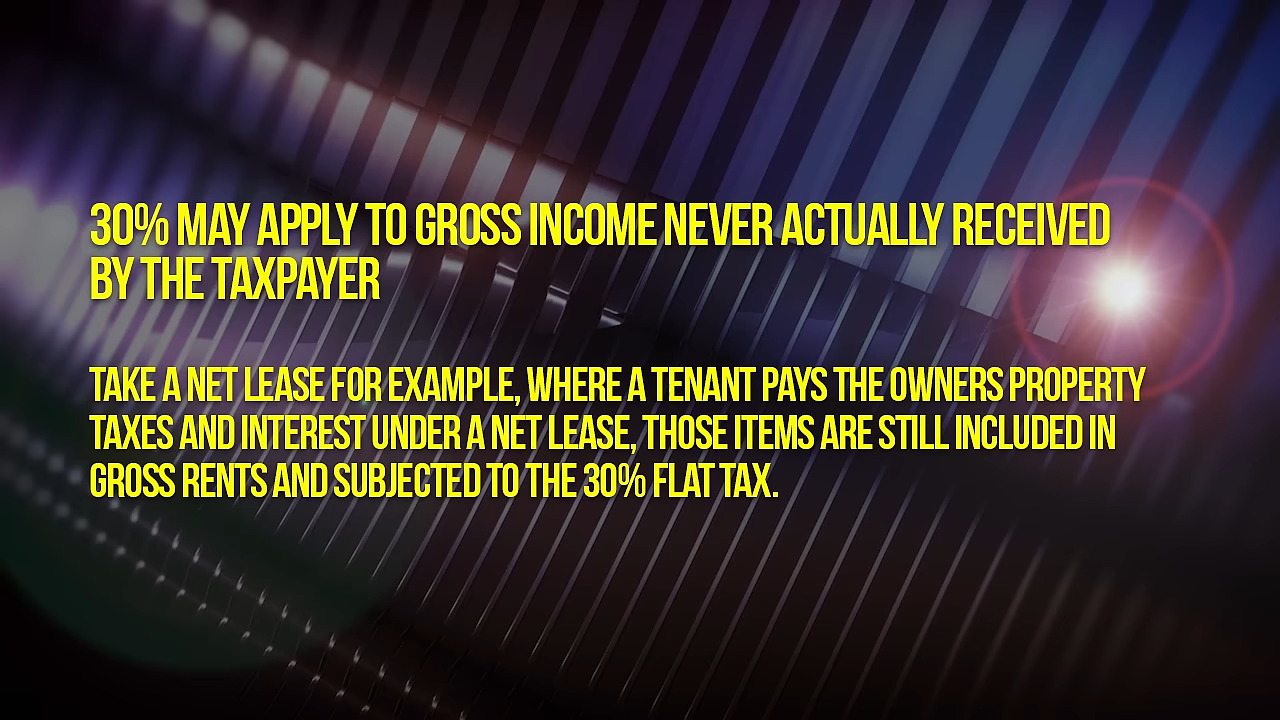 30% MAY APPLY TO GROSS INCOME NEVER ACTUALLY RECEIVED
BY THE TAXPAYER
TAKE A NET LEASE FOR EXAMPLE, WHERE A TENANT PAYS THE OWNERS PROPERTY
TAXES AND INTEREST UNDER A NET LEASE, THOSE ITEMS ARE STILL INCLUDED IN
GROSS RENTS AND SUBJECTED TO THE 30% FLAT TAX.